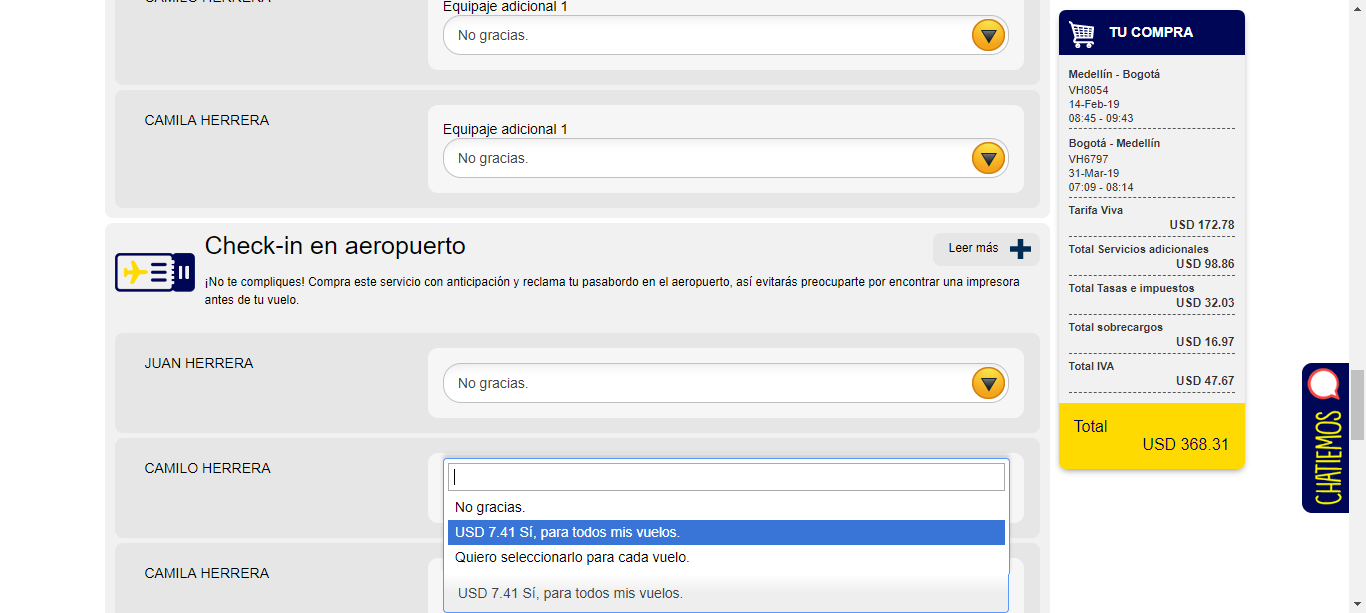 CAMILO HERRERA
Equipaje adicional 1
No gracias.
CAMILA HERRERA
Equipaje adicional 1
No gracias.
Check-in en aeropuerto
Leer más
¡No te compliques! Compra este servicio con anticipación y reclama tu pasabordo en el aeropuerto, así evitarás preocuparte por encontrar una impresora
antes de tu vuelo.
JUAN HERRERA
No gracias.
CAMILO HERRERA
No gracias.
USD 7.41 Sí, para todos mis vuelos.
Quiero seleccionarlo para cada vuelo.
CAMILA HERRERA
USD 7.41 Sí, para todos mis vuelos.
TU COMPRA
Medellín - Bogotá
VH8054
14-Feb-19
08:45 - 09:43
Bogotá - Medellín
VH6797
31-Mar-19
07:09 - 08:14
Tarifa Viva
USD 172.78
Total Servicios adicionales
USD 98.86
Total Tasas e impuestos
USD 32.03
Total sobrecargos
USD 16.97
Total IVA
USD 47.67
Total
USD 368.31
CHATIEMOS